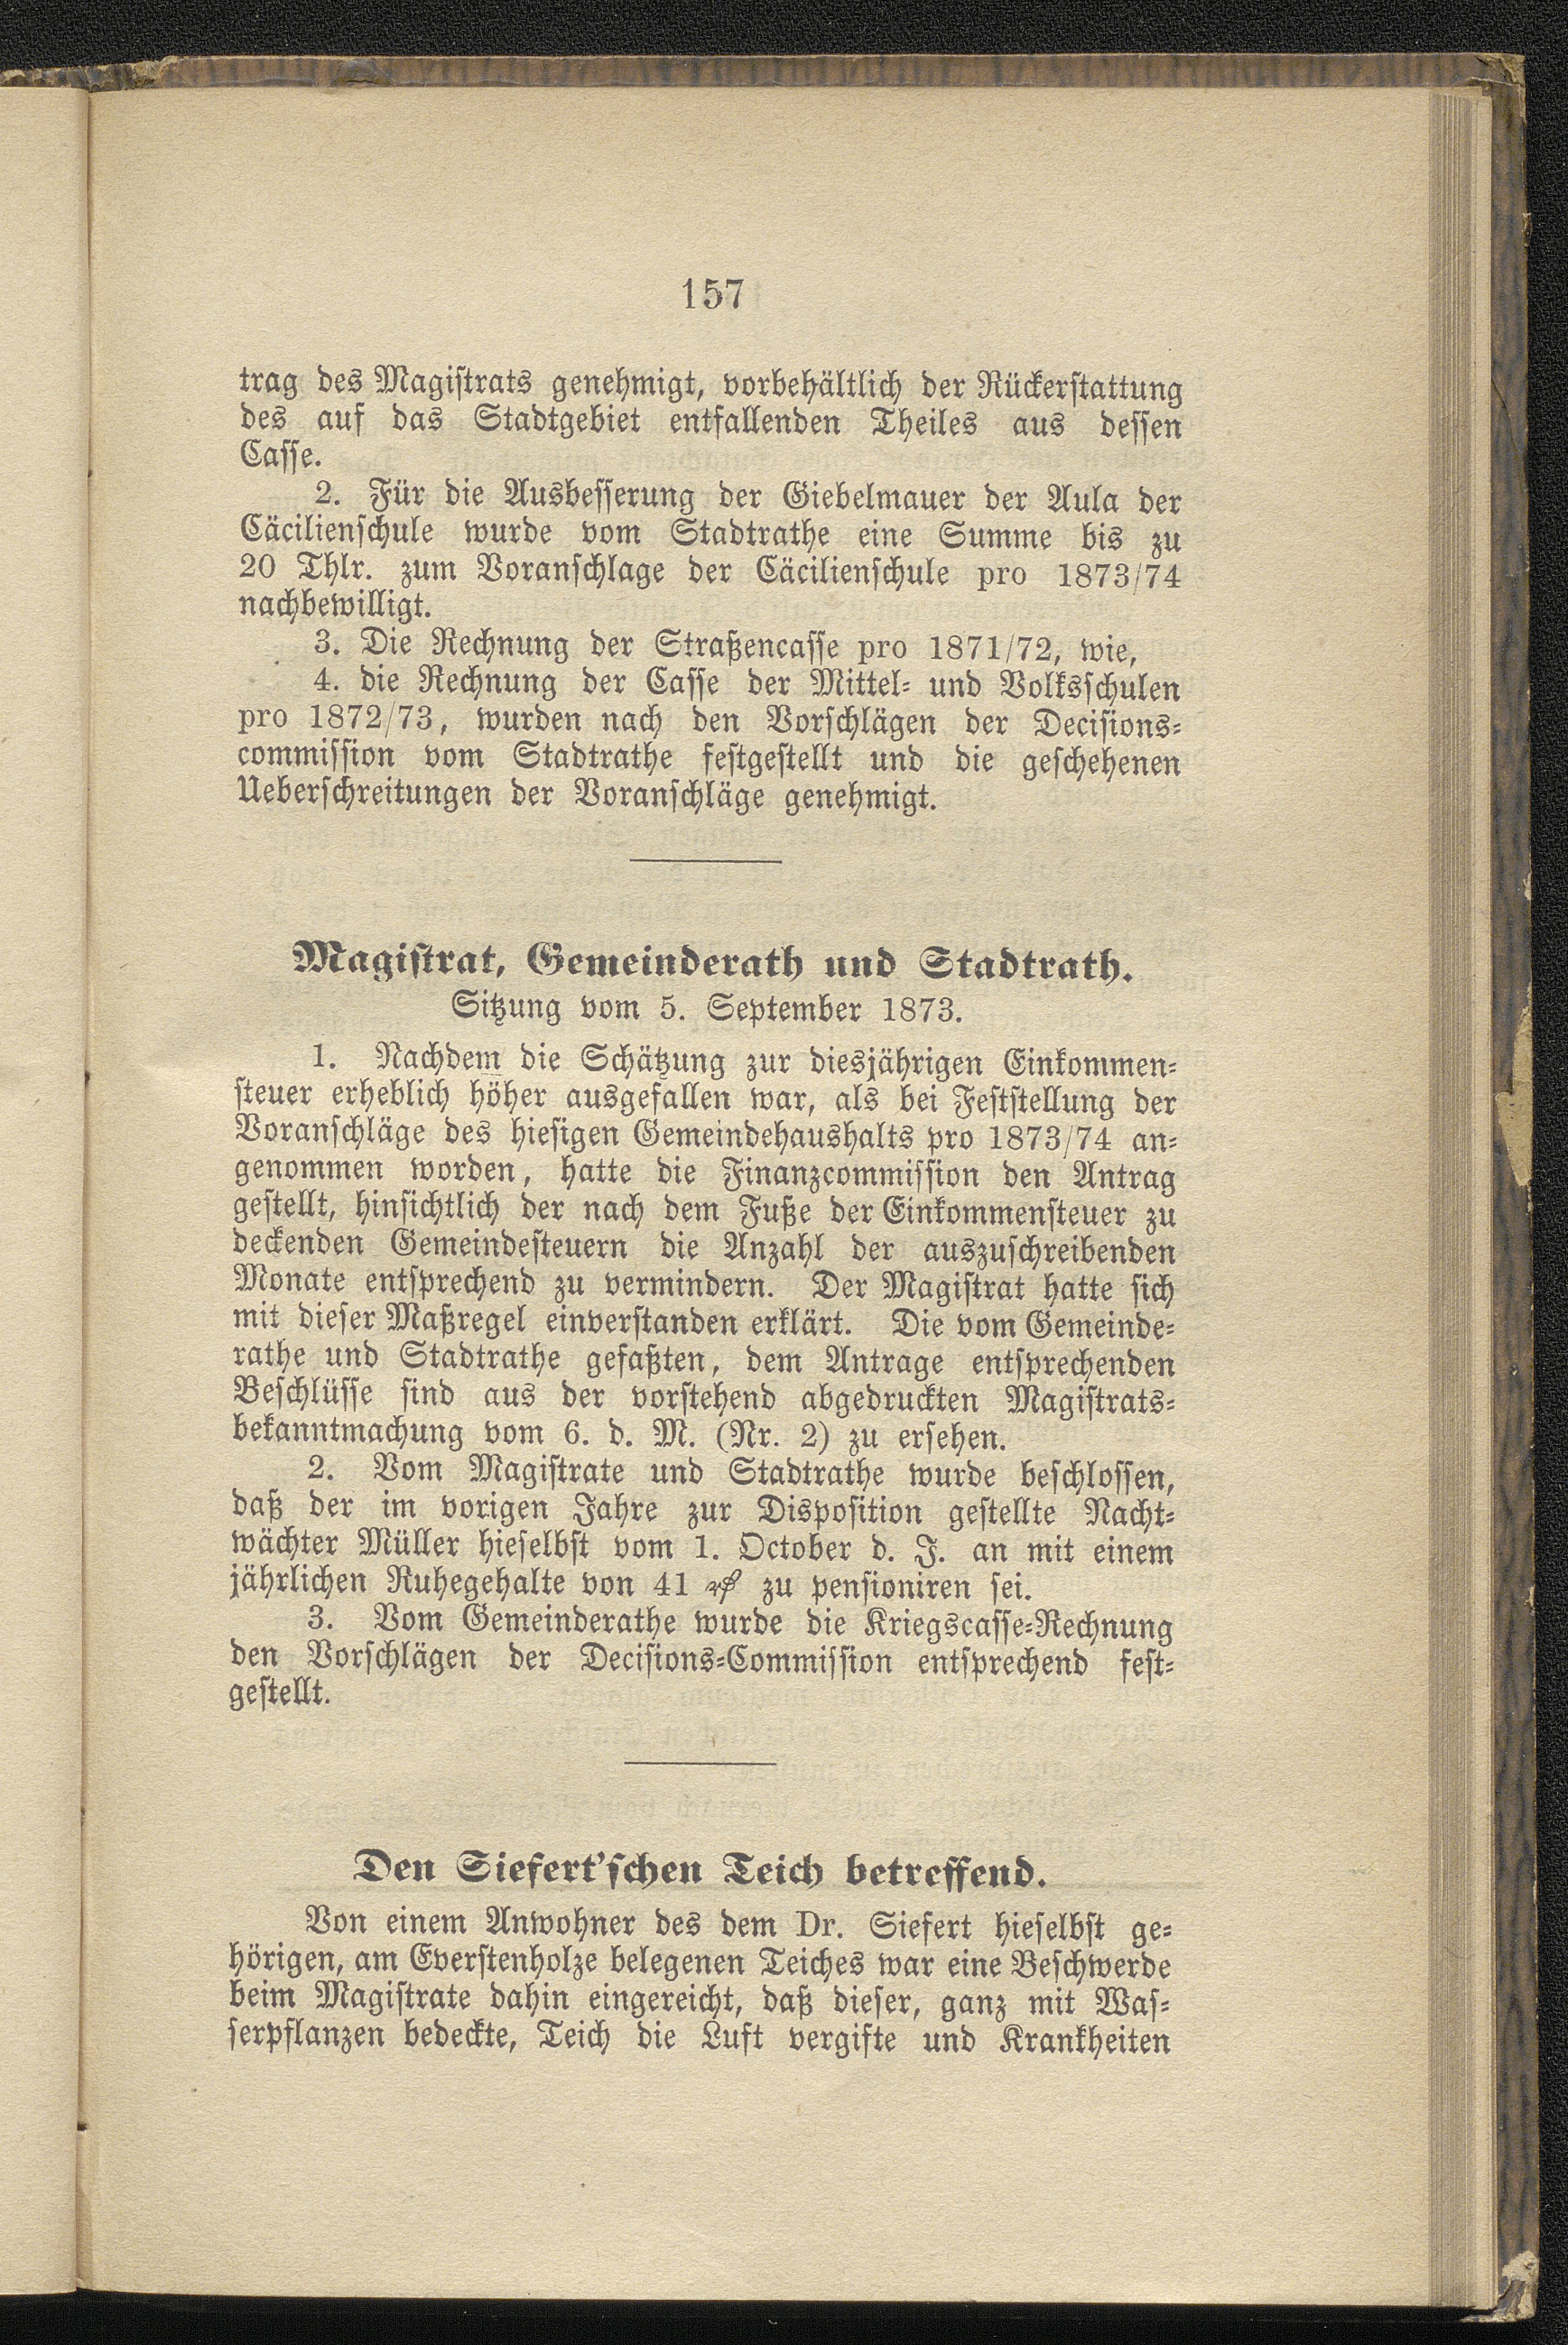 157
trag des Magistrats genehmigt, vorbehältlich der Rückerstattung
des auf das Stadtgebiet entfallenden Theiles aus dessen
Casse.
2. Für die Ausbesserung der Giebelmauer der Aula der
Cäcilienschule wurde vom Stadtrathe eine Summe bis zu
20 Thlr. zum Voranschlage der Cäcilienschule pro 1873/74
nachbewilligt.
3. Die Rechnung der Straßencasse pro 1871/72, wie,
4. die Rechnung der Casse der Mittel- und Volksschulen
pro 1872/73, wurden nach den Vorschlägen der Decisions-
commission vom Stadtrathe festgestellt und die geschehenen
Ueberschreitungen der Voranschläge genehmigt.
Magistrat, Gemeinderath und Stadtrath.
Sitzung vom 5. September 1873.
1. Nachdem die Schätzung zur diesjährigen Einkommen-
steuer erheblich höher ausgefallen war, als bei Feststellung der
Voranschläge des hiesigen Gemeindehaushalts pro 1873/74 an-
genommen worden, hatte die Finanzcommission den Antrag
gestellt, hinsichtlich der nach dem Fuße der Einkommensteuer zu
deckenden Gemeindesteuern die Anzahl der auszuschreibenden
Monate entsprechend zu vermindern. Der Magistrat hatte sich
mit dieser Maßregel einverstanden erklärt. Die vom Gemeinde-
rathe und Stadtrathe gefaßten, dem Antrage entsprechenden
Beschlüsse sind aus der vorstehend abgedruckten Magistrats-
bekanntmachung vom 6. d. M. (Nr. 2) zu ersehen.
2. Vom Magistrate und Stadtrathe wurde beschlossen,
daß der im vorigen Jahre zur Disposition gestellte Nacht-
wächter Müller hieselbst vom 1. October d. J. an mit einem
jährlichen Ruhegehalte von 41 ₰ zu pensioniren sei.
3. Vom Gemeinderathe wurde die Kriegscasse-Rechnung
den Vorschlägen der Decisions-Commission entsprechend fest-
gestellt.
Den Siefert'schen Teich betreffend.
Von einem Anwohner des dem Dr. Siefert hieselbst ge-
hörigen, am Everstenholze belegenen Teiches war eine Beschwerde
beim Magistrate dahin eingereicht, daß dieser, ganz mit Was-
serpflanzen bedeckte, Teich die Luft vergifte und Krankheiten